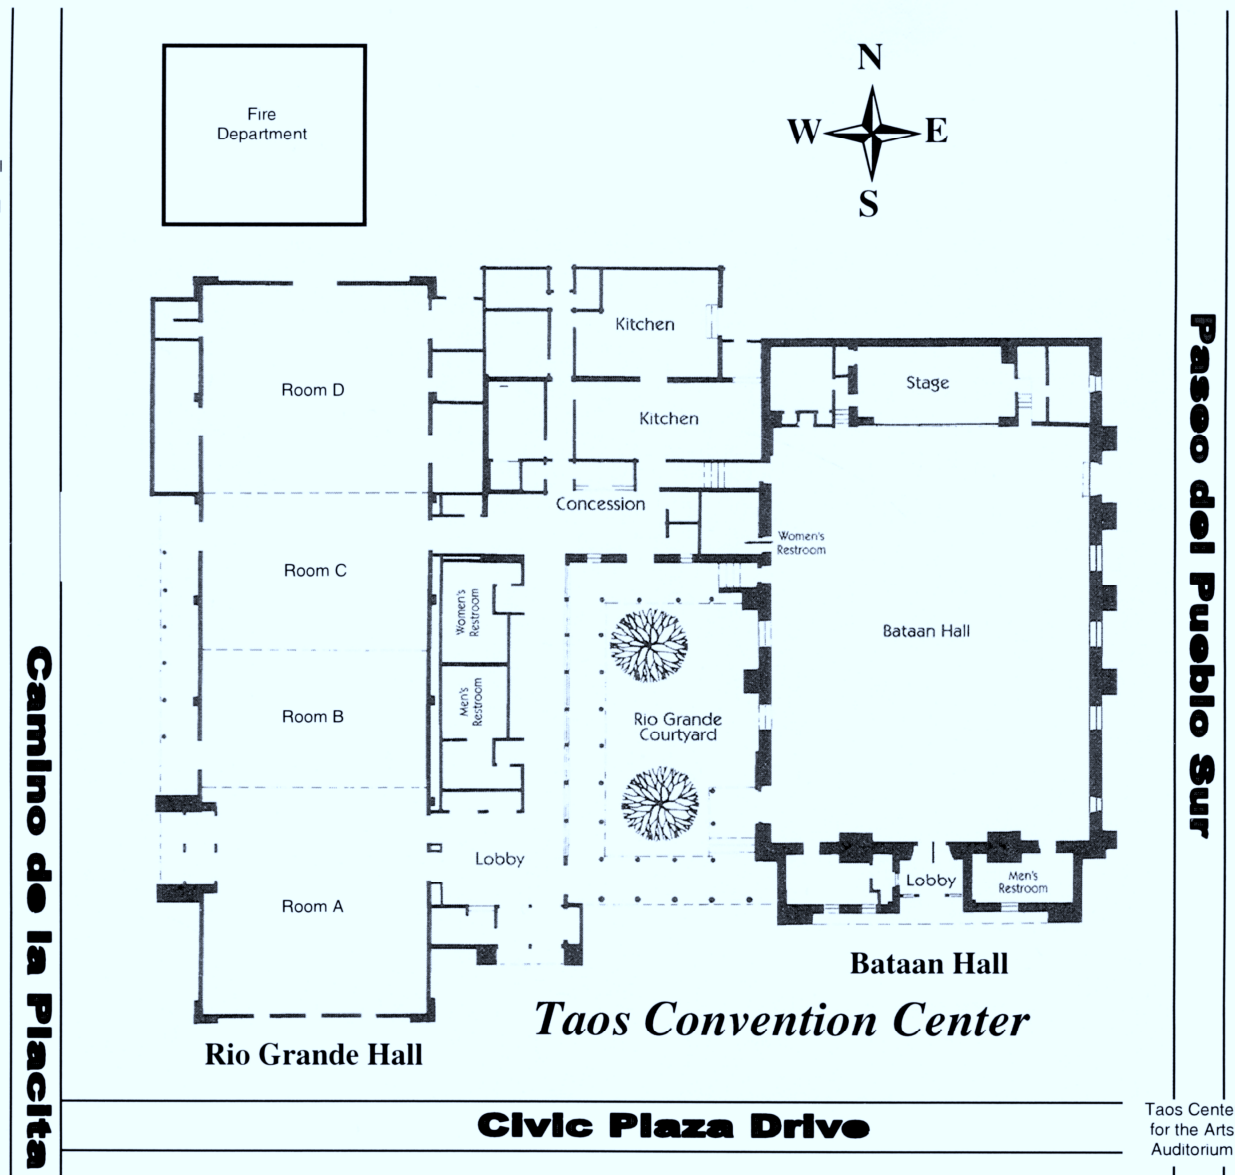 Fire
Department
N
W E
S
Kitchen
Stage
Room D
Kitchen
Concession
Women's
Restroom
Room C
Women's
Restroom
Bataan Hall
Men's
Restroom
Room B
Rio Grande
Courtyard
Lobby
Lobby
Men's
Restroom
Room A
Bataan Hall
Taos Convention Center
Rio Grande Hall
Camino de la Placita
Paseo del Pueblo Sur
Civic Plaza Drive
Taos Cente
for the Arts
Auditorium